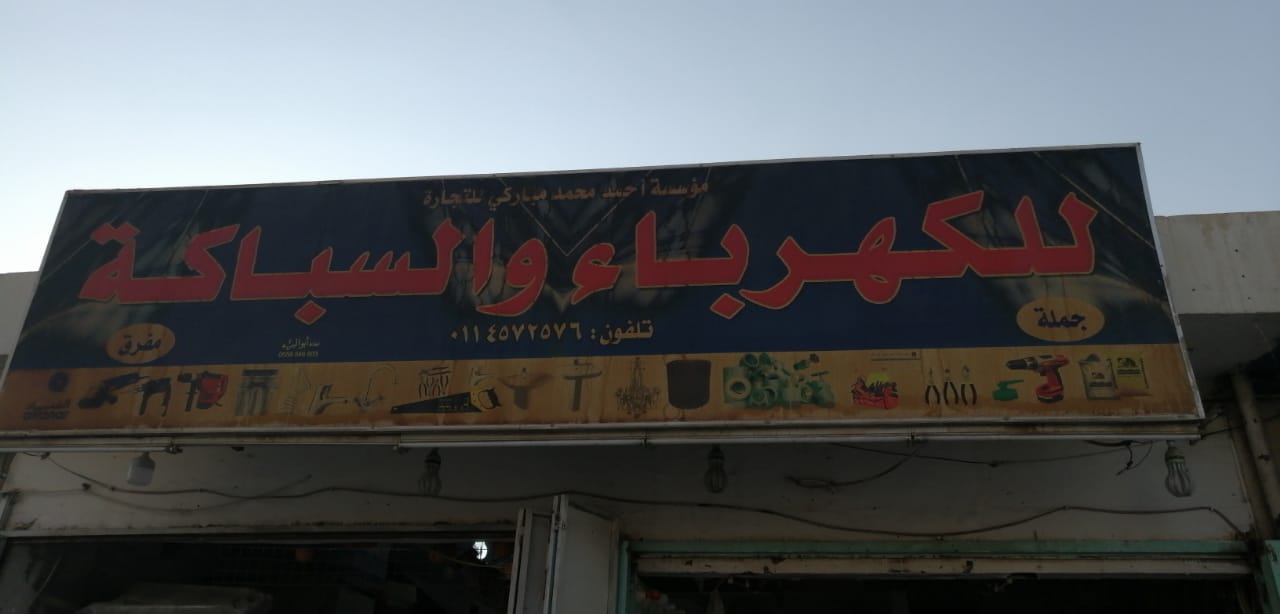 مؤسسة أحمد محمد مباركي للتجارة
للكهرباء والسباكة
جملة
تلفون: ٠١١٤٥٧٢٥٧٦
مفرق